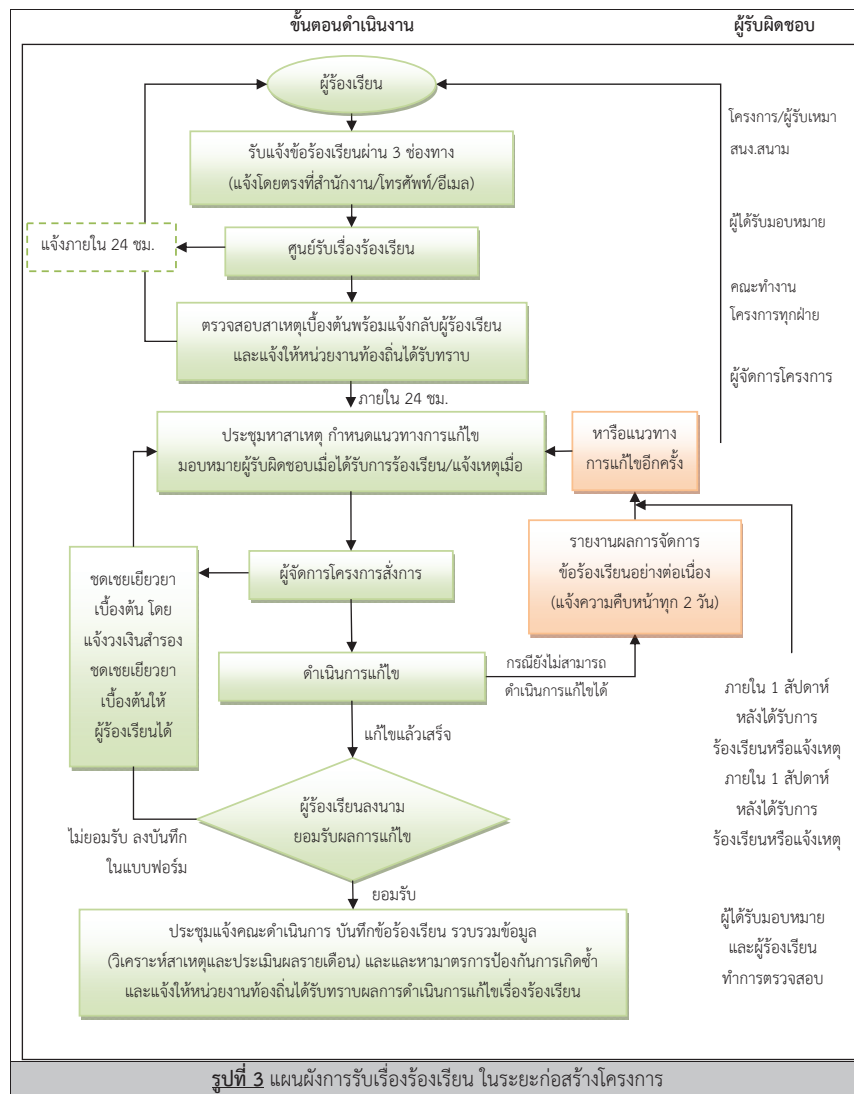 ขั้นตอนดำเนินงาน
ผู้รับผิดชอบ
ผู้ร้องเรียน
โครงการ/ผู้รับเหมา
สนง.สนาม
รับแจ้งข้อร้องเรียนผ่าน 3 ช่องทาง
(แจ้งโดยตรงที่สำนักงาน/โทรศัพท์/อีเมล)
ผู้ได้รับมอบหมาย
แจ้งภายใน 24 ชม.
ศูนย์รับเรื่องร้องเรียน
คณะทำงาน
โครงการทุกฝ่าย
ตรวจสอบสาเหตุเบื้องต้นพร้อมแจ้งกลับผู้ร้องเรียน
และแจ้งให้หน่วยงานท้องถิ่นได้รับทราบ
ผู้จัดการโครงการ
ภายใน 24 ชม.
ประชุมหาสาเหตุ กำหนดแนวทางการแก้ไข
มอบหมายผู้รับผิดชอบเมื่อได้รับการร้องเรียน/แจ้งเหตุเมื่อ
หารือแนวทาง
การแก้ไขอีกครั้ง
รายงานผลการจัดการ
ข้อร้องเรียนอย่างต่อเนื่อง
(แจ้งความคืบหน้าทุก 2 วัน)
ผู้จัดการโครงการสั่งการ
ชดเชยเยียวยา
เบื้องต้น โดย
แจ้งวงเงินสำรอง
ชดเชยเยียวยา
เบื้องต้นให้
ผู้ร้องเรียนได้
ดำเนินการแก้ไข
กรณียังไม่สามารถ
ดำเนินการแก้ไขได้
ภายใน 1 สัปดาห์
หลังได้รับการ
ร้องเรียนหรือแจ้งเหตุ
ภายใน 1 สัปดาห์
หลังได้รับการ
ร้องเรียนหรือแจ้งเหตุ
แก้ไขแล้วเสร็จ
ผู้ร้องเรียนลงนาม
ยอมรับผลการแก้ไข
ไม่ยอมรับ ลงบันทึก
ในแบบฟอร์ม
ยอมรับ
ประชุมแจ้งคณะดำเนินการ บันทึกข้อร้องเรียน รวบรวมข้อมูล
(วิเคราะห์สาเหตุและประเมินผลรายเดือน) และและหามาตรการป้องกันการเกิดซ้ำ
และแจ้งให้หน่วยงานท้องถิ่นได้รับทราบผลการดำเนินการแก้ไขเรื่องร้องเรียน
ผู้ได้รับมอบหมาย
และผู้ร้องเรียน
ทำการตรวจสอบ
รูปที่ 3 แผนผังการรับเรื่องร้องเรียน ในระยะก่อสร้างโครงการ